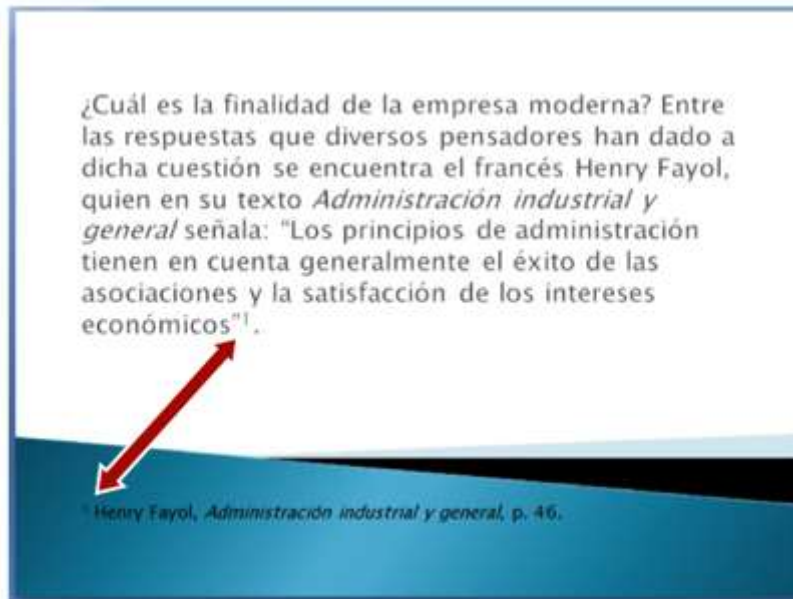 ¿Cuál es la finalidad de la empresa moderna? Entre
las respuestas que diversos pensadores han dado a
dicha cuestión se encuentra el francés Henry Fayol,
quien en su texto Administración industrial y
general señala: “Los principios de administración
tienen en cuenta generalmente el éxito de las
asociaciones y la satisfacción de los intereses
económicos”¹.
¹ Henry Fayol, Administración industrial y general, p. 46.